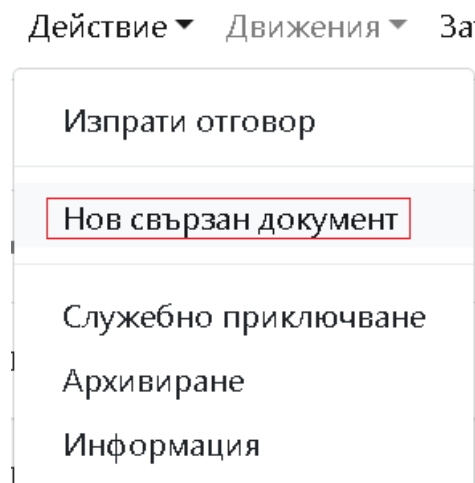 Действие Движения
Изпрати отговор
Нов свързан документ
Служебно приключване
Архивиране
Информация